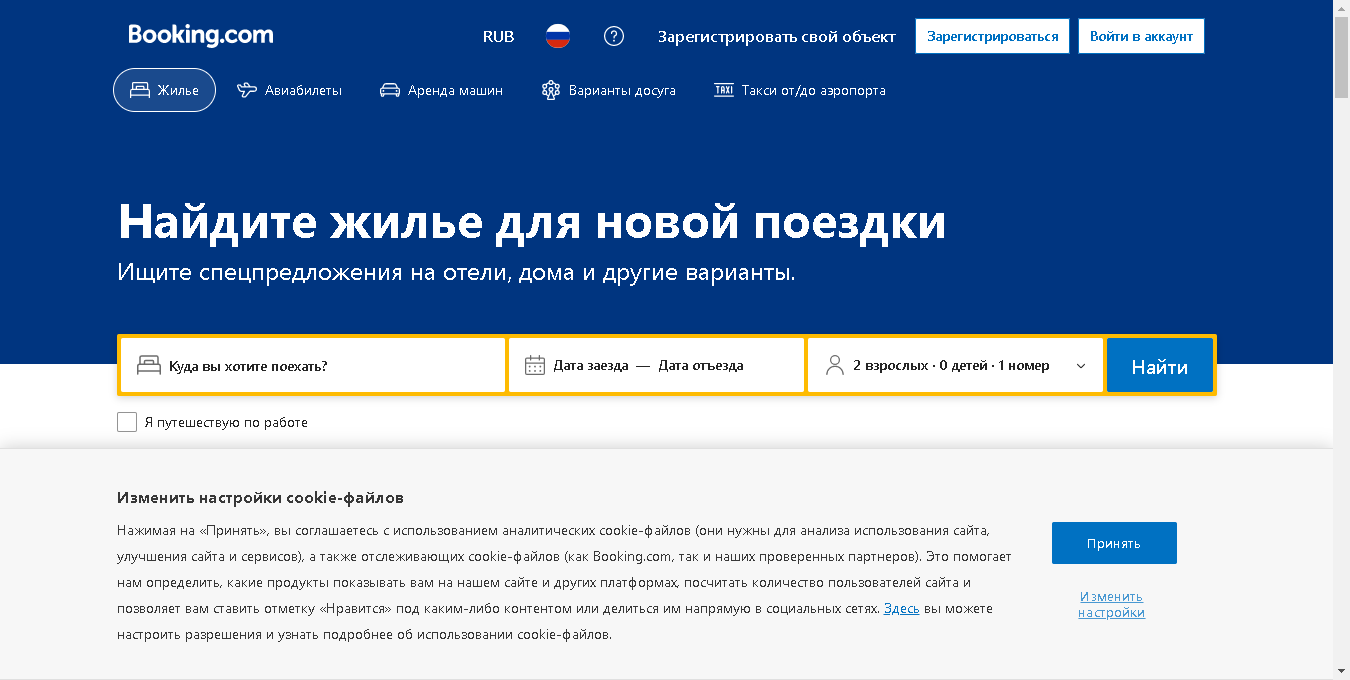 Booking.com
RUB
?
Зарегистрировать свой объект
Зарегистрироваться
Войти в аккаунт
Жилье
Авиабилеты
Аренда машин
Варианты досуга
TAXI
Такси от/до аэропорта
Найдите жилье для новой поездки
Ищите спецпредложения на отели, дома и другие варианты.
Куда вы хотите поехать?
Дата заезда — Дата отъезда
2 взрослых · 0 детей · 1 номер
Найти
Я путешествую по работе
Изменить настройки cookie-файлов
Нажимая на «Принять», вы соглашаетесь с использованием аналитических cookie-файлов (они нужны для анализа использования сайта,
улучшения сайта и сервисов), а также отслеживающих cookie-файлов (как Booking.com, так и наших проверенных партнеров). Это помогает
нам определить, какие продукты показывать вам на нашем сайте и других платформах, посчитать количество пользователей сайта и
позволяет вам ставить отметку «Нравится» под каким-либо контентом или делиться им напрямую в социальных сетях. Здесь вы можете
настроить разрешения и узнать подробнее об использовании cookie-файлов.
Принять
Изменить
настройки